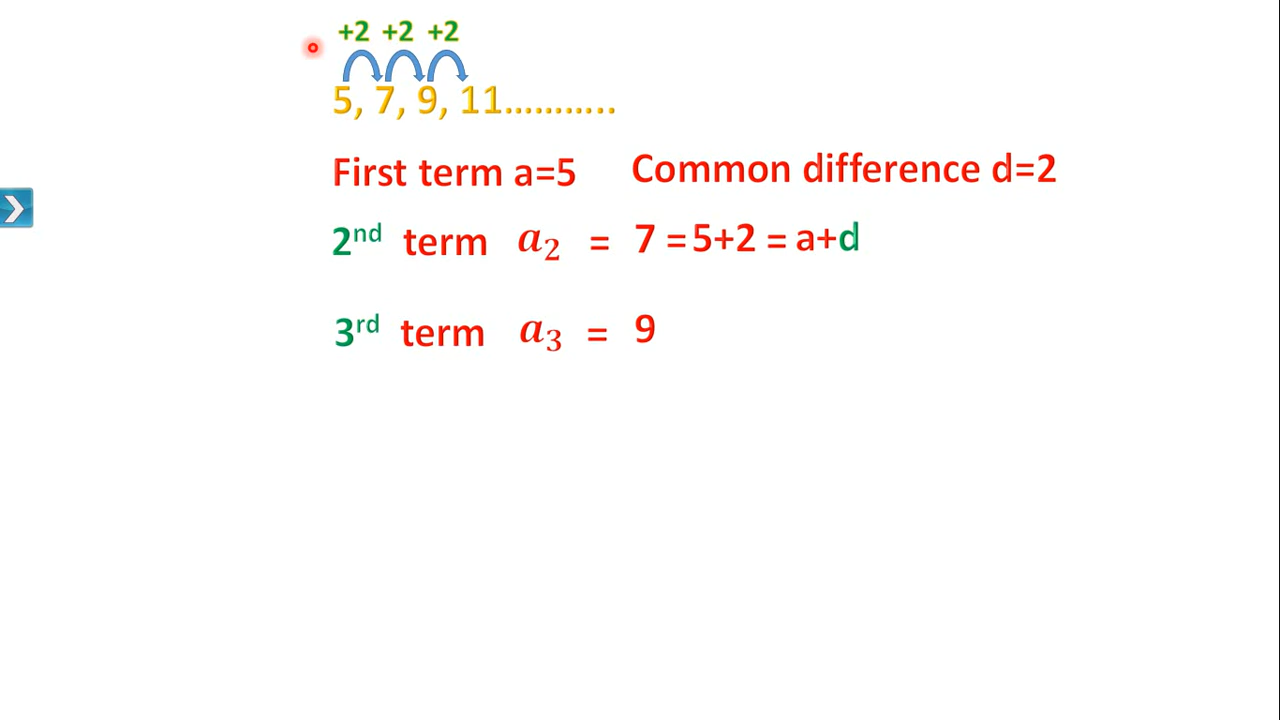 +2 +2 +2
5, 7, 9, 11...........
First term a=5 Common difference d=2
2nd term a2 = 7 =5+2 = a+d
3rd term a3 = 9